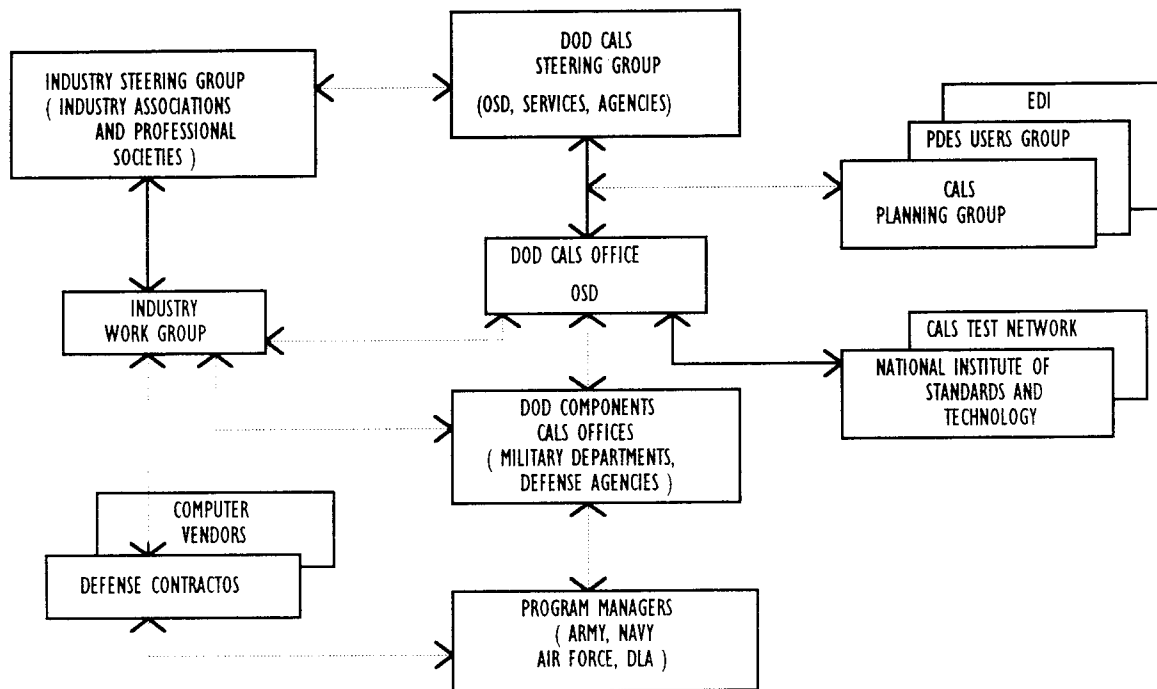 DOD CALS
STEERING GROUP
(OSD, SERVICES, AGENCIES)
INDUSTRY STEERING GROUP
( INDUSTRY ASSOCIATIONS
AND PROFESSIONAL
SOCIETIES )
EDI
PDES USERS GROUP
CALS
PLANNING GROUP
DOD CALS OFFICE
OSD
INDUSTRY
WORK GROUP
CALS TEST NETWORK
NATIONAL INSTITUTE OF
STANDARDS AND
TECHNOLOGY
DOD COMPONENTS
CALS OFFICES
( MILITARY DEPARTMENTS,
DEFENSE AGENCIES )
COMPUTER
VENDORS
DEFENSE CONTRACTOS
PROGRAM MANAGERS
( ARMY, NAVY
AIR FORCE, DLA )